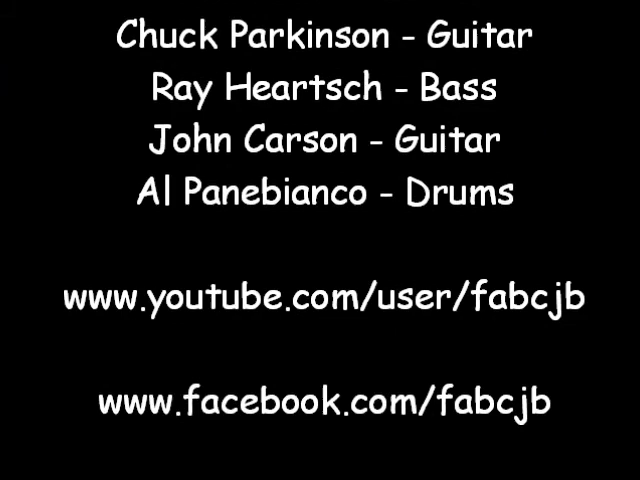 Chuck Parkinson - Guitar
Ray Heartsch - Bass
John Carson - Guitar
Al Panebianco - Drums
www.youtube.com/user/fabcjb
www.facebook.com/fabcjb